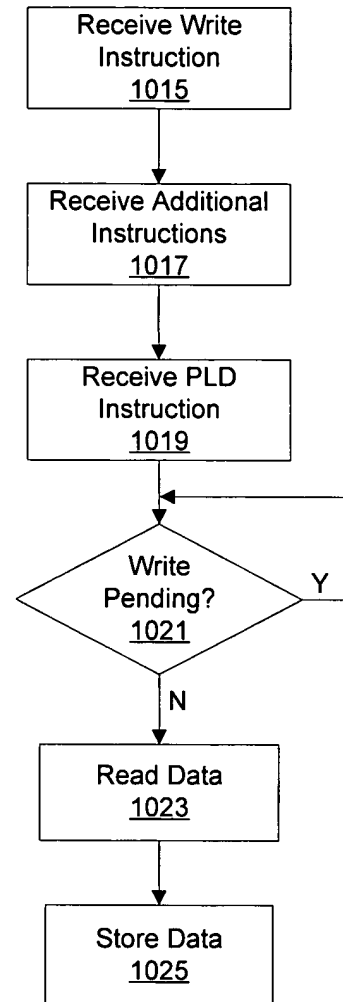 Receive Write
Instruction
1015
Receive Additional
Instructions
1017
Receive PLD
Instruction
1019
Write
Pending?
1021
Y
N
Read Data
1023
Store Data
1025